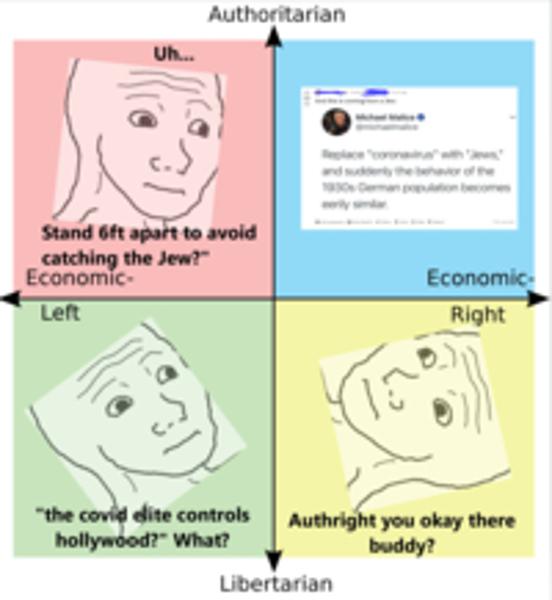 Authoritarian
Uh...
Stand 6ft apart to avoid
catching the Jew?"
Michael Malice
@michaelmalice
Replace "coronavirus" with "Jews,"
and suddenly the behavior of the
1930s German population becomes
eerily similar.
Economic-
Left
Economic-
Right
"the covid elite controls
hollywood?" What?
Authright you okay there
buddy?
Libertarian